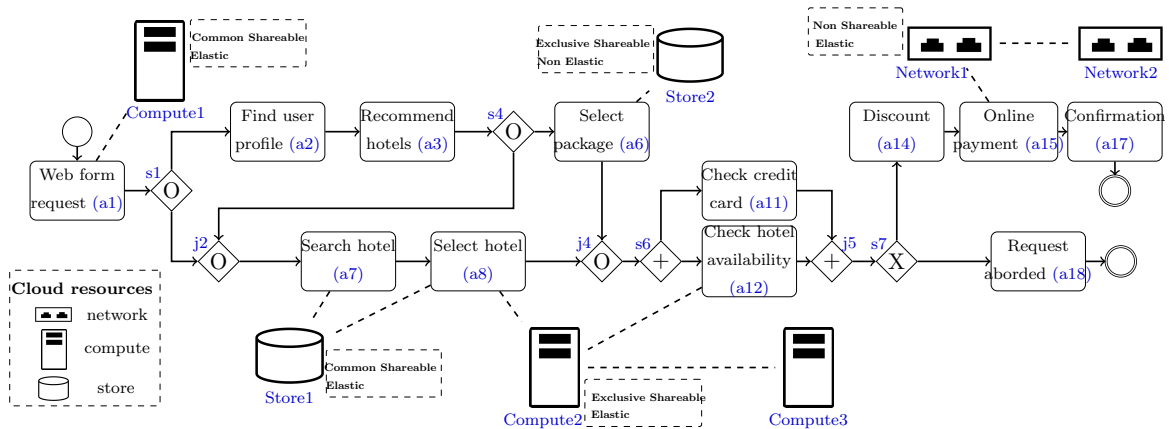 Common Shareable
Elastic
Compute1
Exclusive Shareable
Non Elastic
Store2
Non Shareable
Elastic
Network1
Network2
s1
Web form
request (a1)
O
Find user
profile (a2)
Recommend
hotels (a3)
s4
O
Select
package (a6)
Discount
(a14)
Online
payment (a15)
Confirmation
(a17)
Check credit
card (a11)
j2
O
Search hotel
(a7)
Select hotel
(a8)
j4
O
s6
+
Check hotel
availability
(a12)
j5
+
s7
X
Request
aborded (a18)
Cloud resources
network
compute
store
Store1
Common Shareable
Elastic
Compute2
Exclusive Shareable
Elastic
Compute3